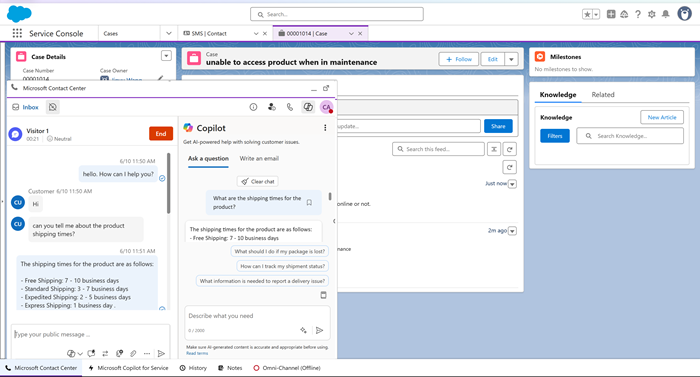 Search...
Service Console
Cases
SMS | Contact
00001014 | Case
Case Details
Case Number
00001014
Case Owner
Case
unable to access product when in maintenance
+ Follow
Edit
Milestones
No milestones to show.
Knowledge
Related
Knowledge
New Article
Filters
Search Knowledge...
update...
Share
Search this feed...
Just now
online or not.
2m ago
nance
Microsoft Contact Center
Inbox
CA
Visitor 1
00:21
Neutral
End
6/10 11:50 AM
hello. How can I help you?
Customer 6/10 11:50 AM
CU
Hi
CU
can you tell me about the product
shipping times?
6/10 11:51 AM
The shipping times for the product are as follows:
- Free Shipping: 7 - 10 business days
- Standard Shipping: 3 - 7 business days
- Expedited Shipping: 2 - 5 business days
- Express Shipping: 1 business day .
Type your public message ...
Copilot
Get AI-powered help with solving customer issues.
Ask a question
Write an email
Clear chat
What are the shipping times for the
product?
The shipping times for the product are as follows:
- Free Shipping: 7 - 10 business days
What should I do if my package is lost?
How can I track my shipment status?
What information is needed to report a delivery issue?
Describe what you need
0 / 2000
Make sure AI-generated content is accurate and appropriate before using.
Read terms
Microsoft Contact Center
Microsoft Copilot for Service
History
Notes
Omni-Channel (Offline)